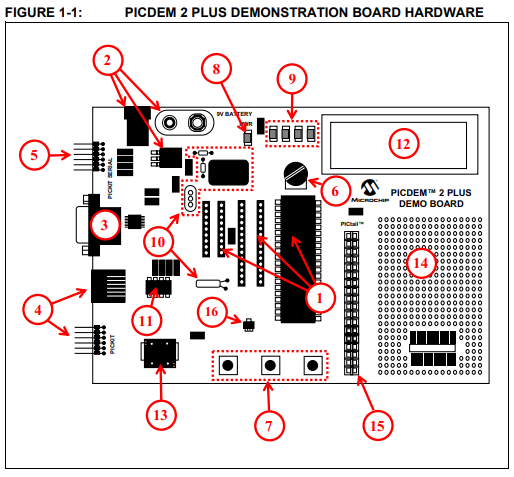 FIGURE 1-1: PICDEM 2 PLUS DEMONSTRATION BOARD HARDWARE
2
8
9
9V BATTERY
PWR
12
5
PICKIT SERIAL
6
MICROCHIP
PICDEM™ 2 PLUS
DEMO BOARD
3
PICtail™
10
14
4
1
11
16
PICKIT
13
7
15